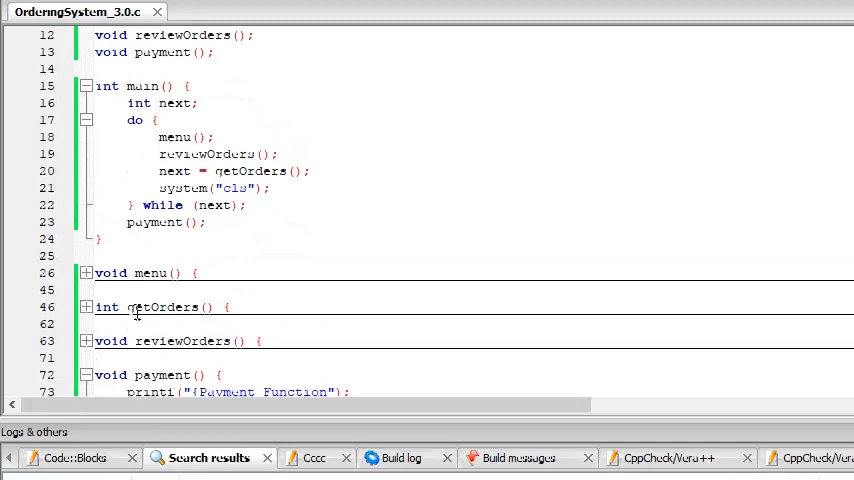 OrderingSystem_3.0.c
12 void reviewOrders();
13 void payment();
14
15 int main() {
16 int next;
17 do {
18 menu();
19 reviewOrders();
20 next = getOrders();
21 system("cls");
22 } while (next);
23 payment();
24 }
25
26 void menu() {
45
46 int getOrders() {
62
63 void reviewOrders() {
71
72 void payment() {
73 printf("{Payment Function");
Logs & others
Code::Blocks Search results Cccc Build log Build messages CppCheck/Vera++ CppCheck/Vera